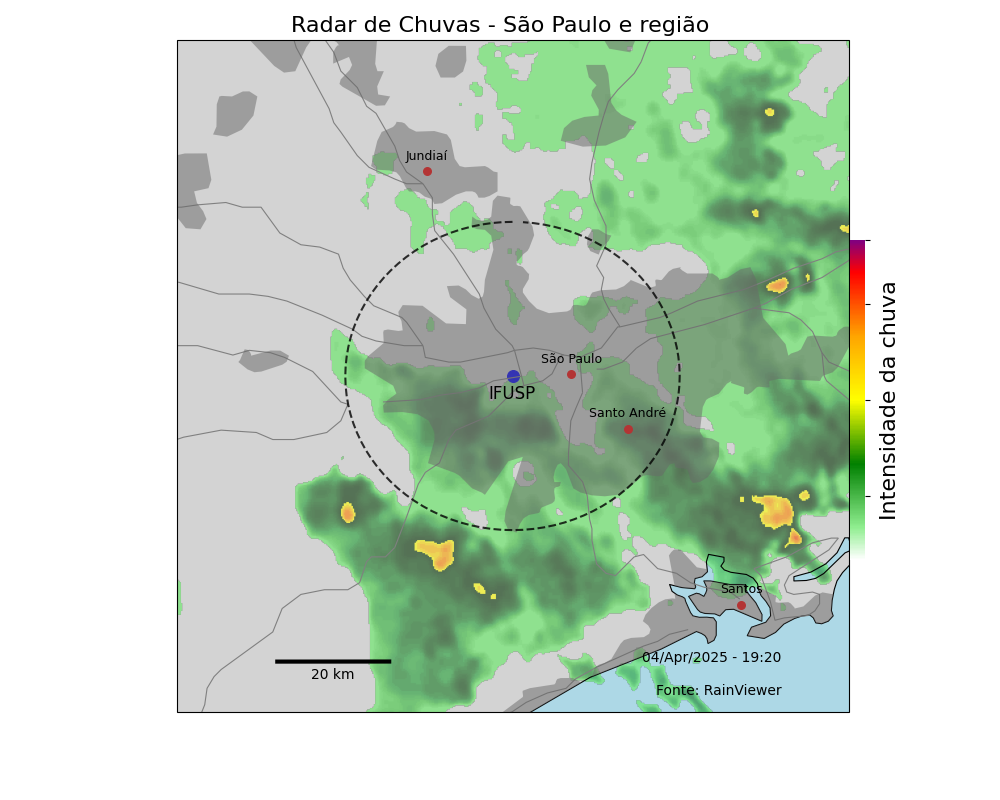 Radar de Chuvas - São Paulo e região
Jundiaí
São Paulo
IFUSP
Santo André
Intensidade da chuva
Santos
04/Apr/2025 - 19:20
20 km
Fonte: RainViewer